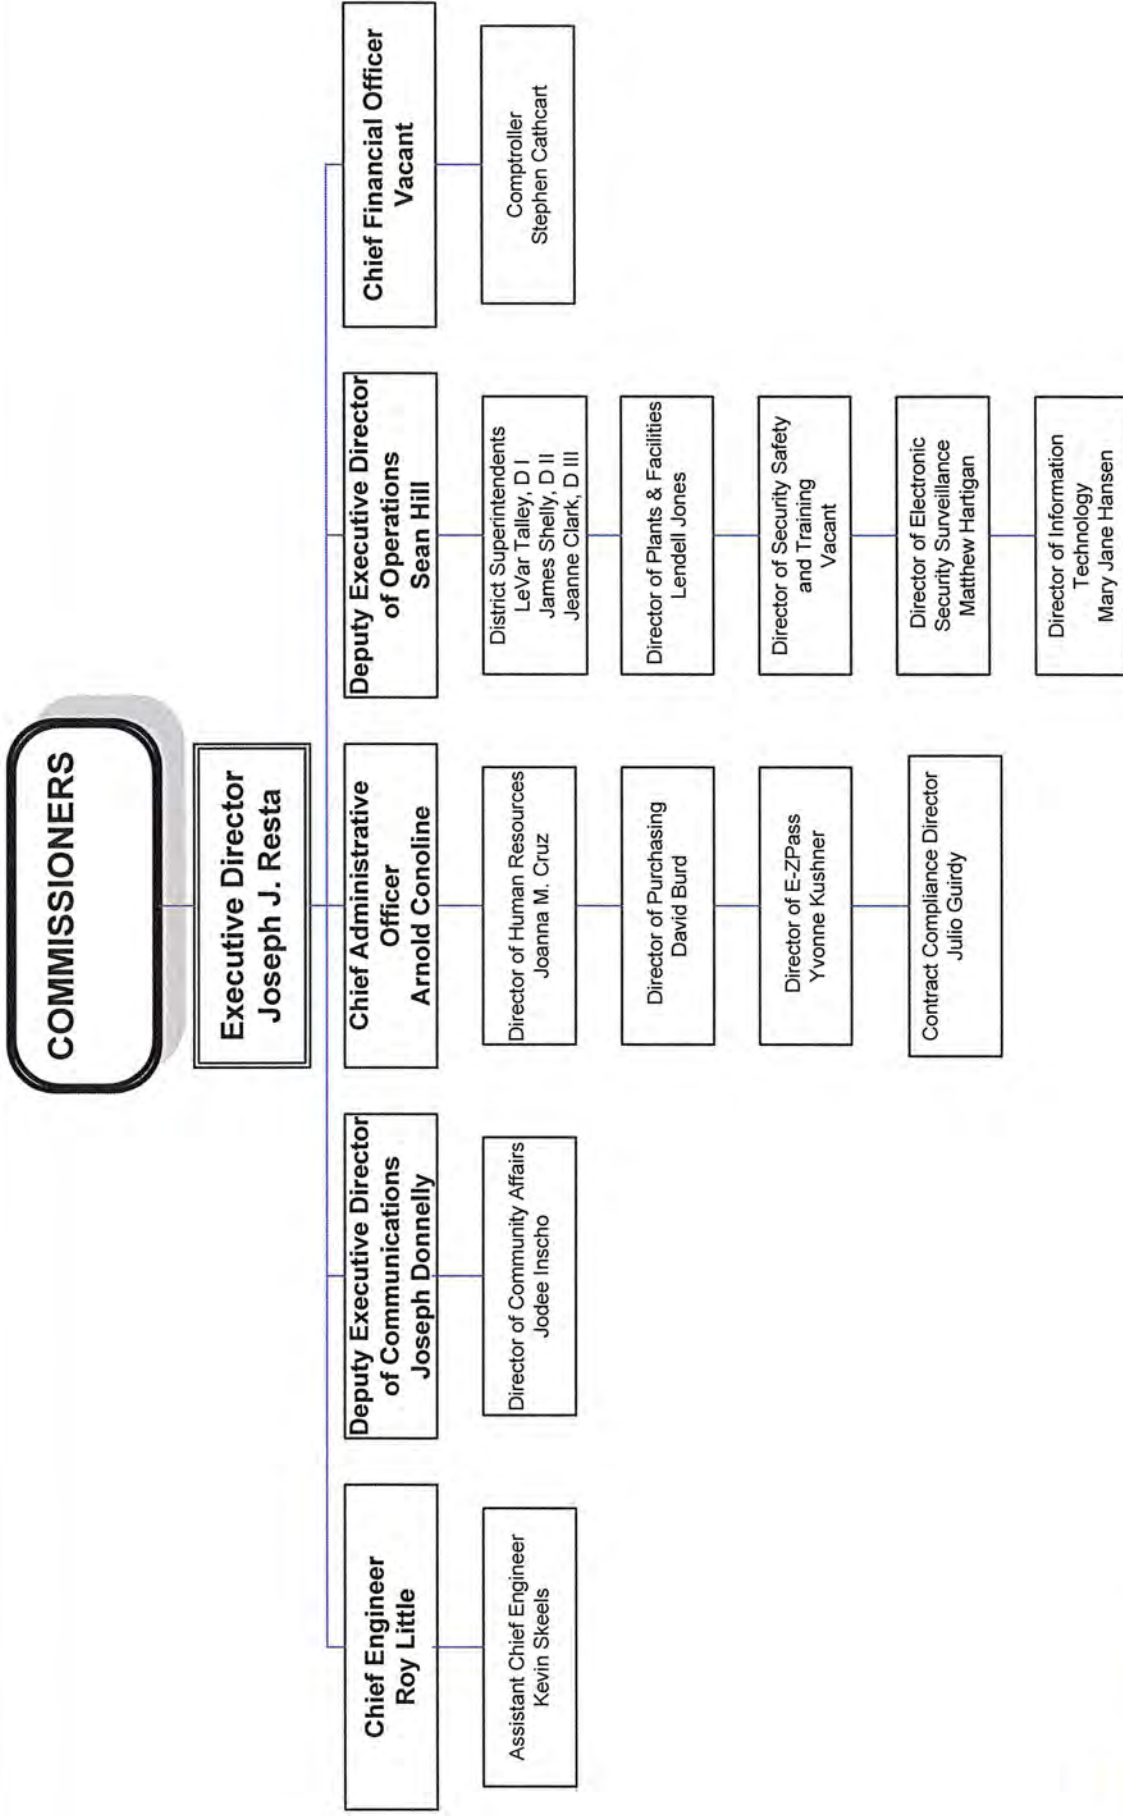 COMMISSIONERS
Executive Director
Joseph J. Resta
Chief Engineer
Roy Little
Deputy Executive Director
of Communications
Joseph Donnelly
Chief Administrative
Officer
Arnold Conoline
Deputy Executive Director
of Operations
Sean Hill
Chief Financial Officer
Vacant
Assistant Chief Engineer
Kevin Skeels
Director of Community Affairs
Jodee Inscho
Director of Human Resources
Joanna M. Cruz
Director of Purchasing
David Burd
Director of E-ZPass
Yvonne Kushner
Contract Compliance Director
Julio Guirdy
District Superintendents
LeVar Talley, D I
James Shelly, D II
Jeanne Clark, D III
Director of Plants & Facilities
Lendell Jones
Director of Security Safety
and Training
Vacant
Director of Electronic
Security Surveillance
Matthew Hartigan
Director of Information
Technology
Mary Jane Hansen
Comptroller
Stephen Cathcart